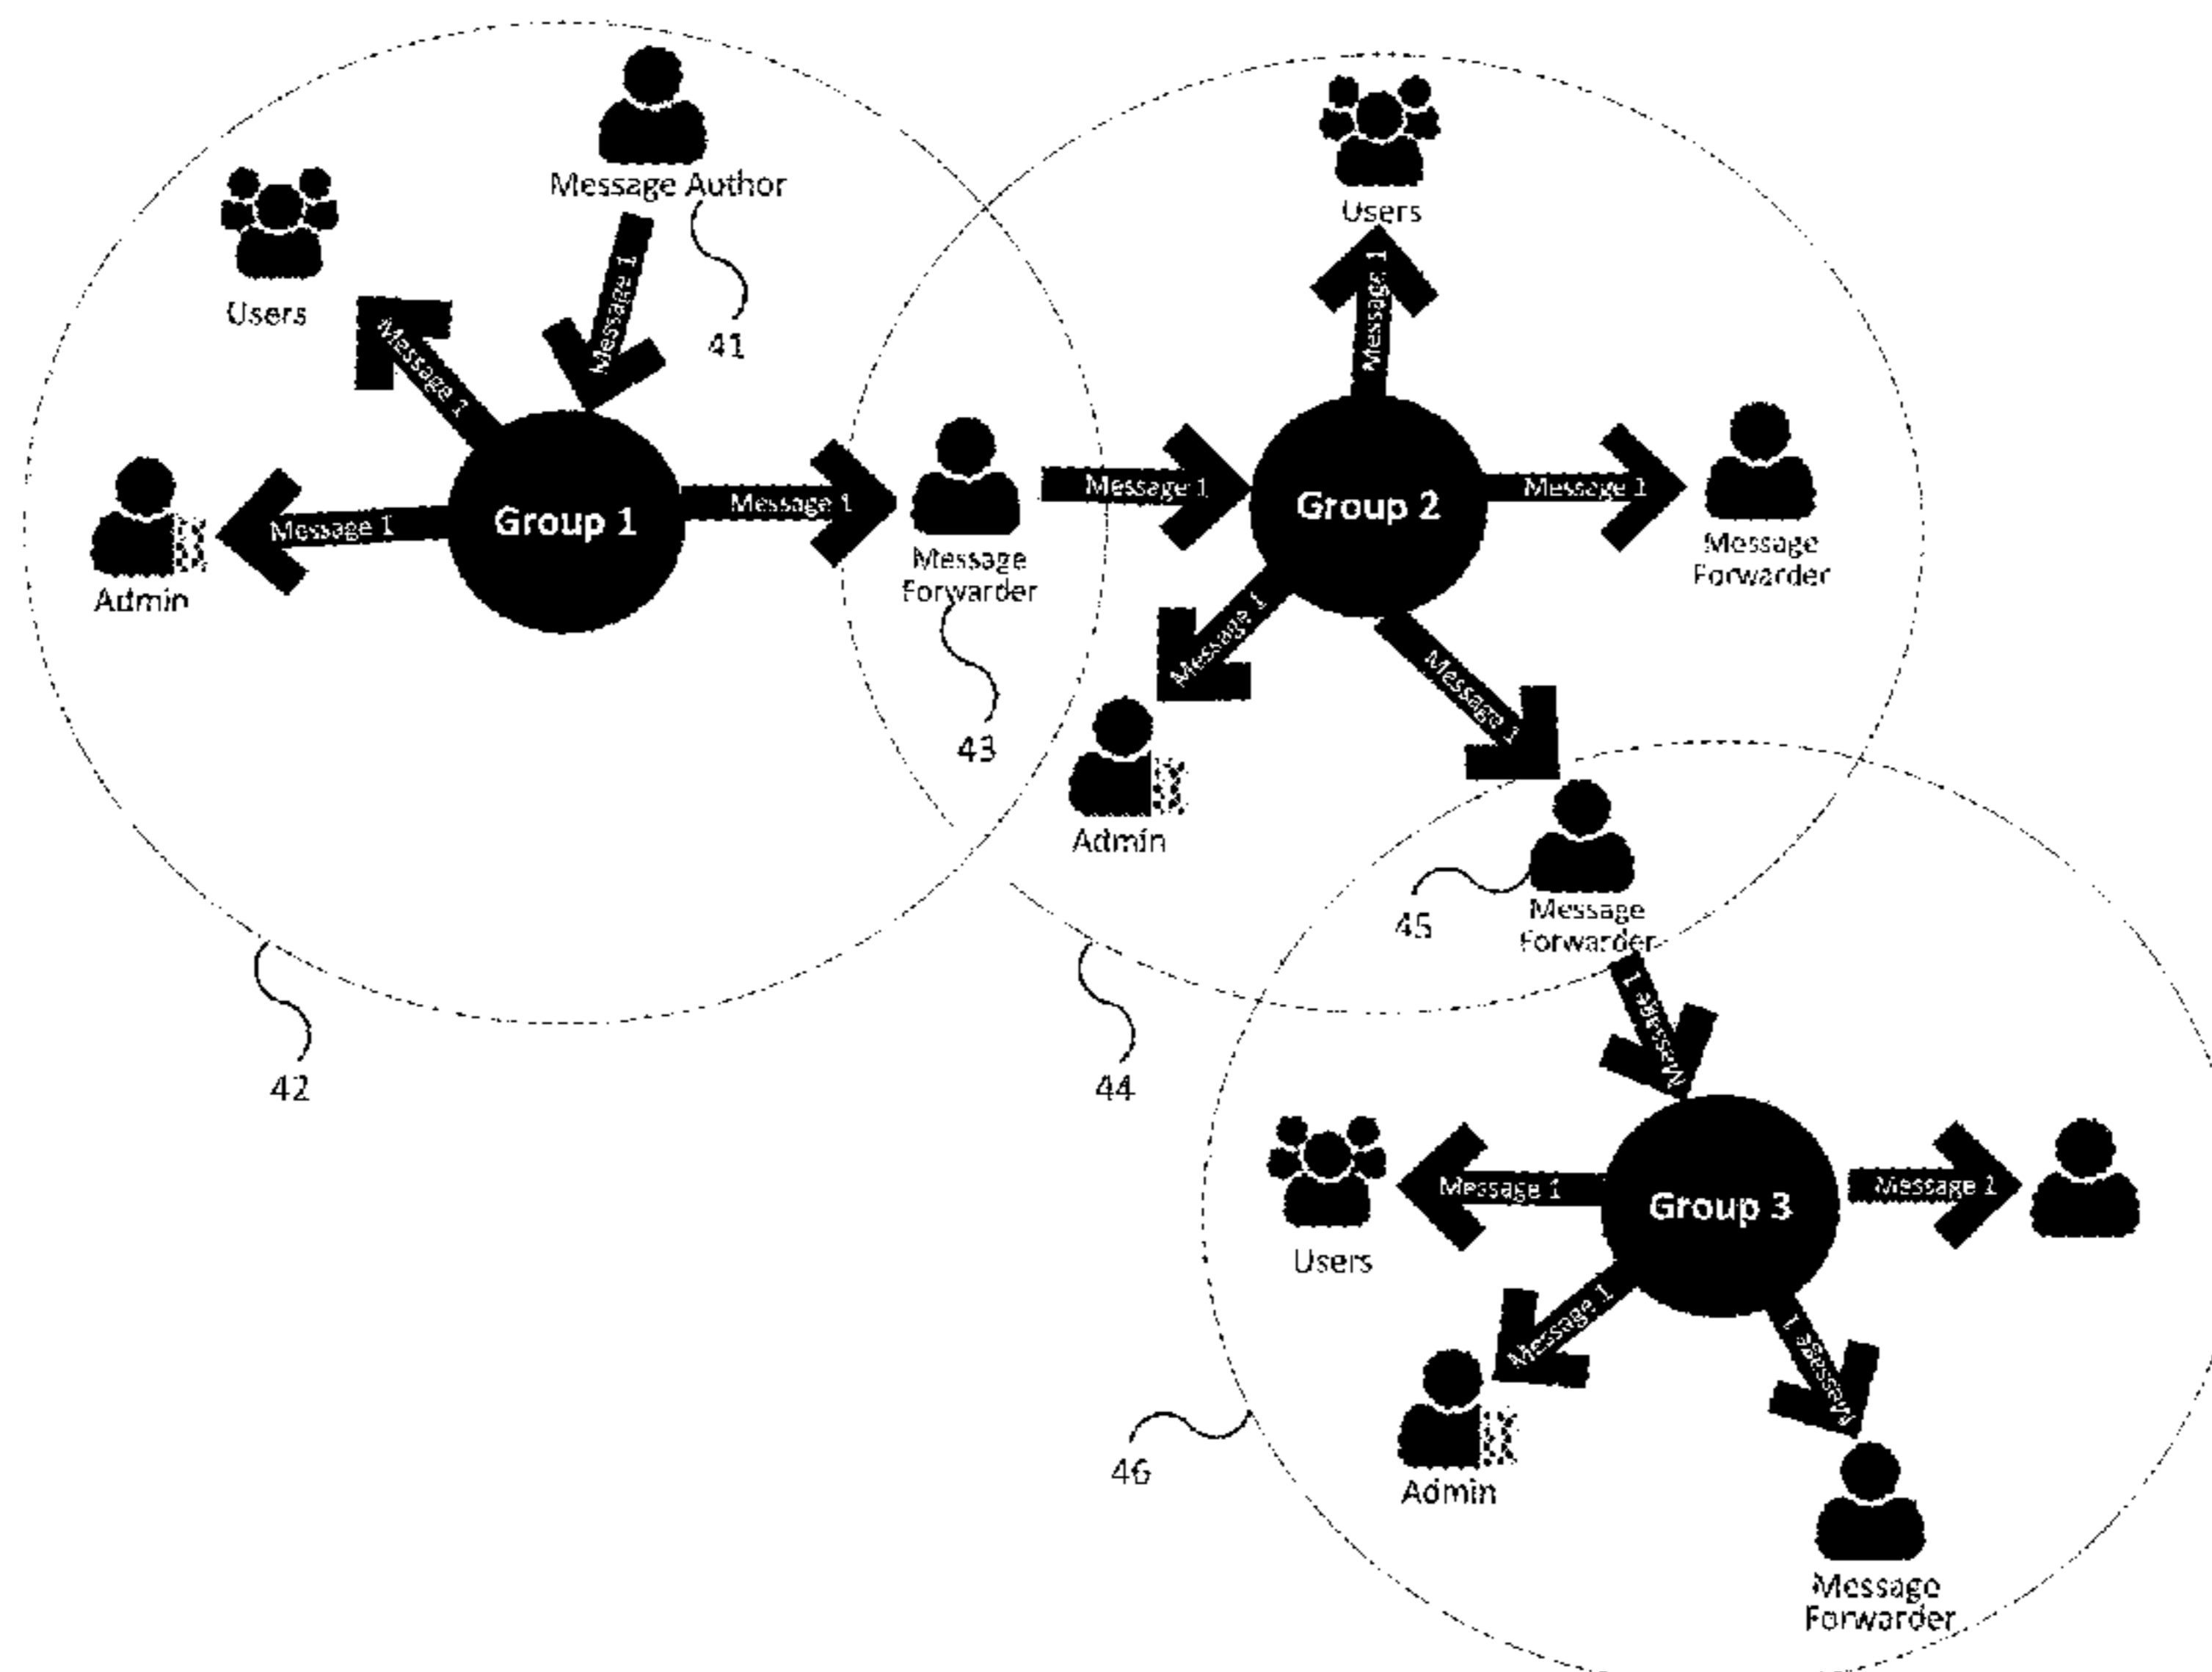 Message Author
Users
Message 1
41
Users
Message 1
Message 1
Admin
Message 1
Group 1
Message 1
Message
Forwarder
43
Message 1
Group 2
Message 1
Message
Forwarder
Message 1
Message 1
Admin
45
Message
Forwarder
42
44
Message 1
Users
Message 1
Group 3
Message 1
Message 1
Message 1
46
Admin
Message
Forwarder